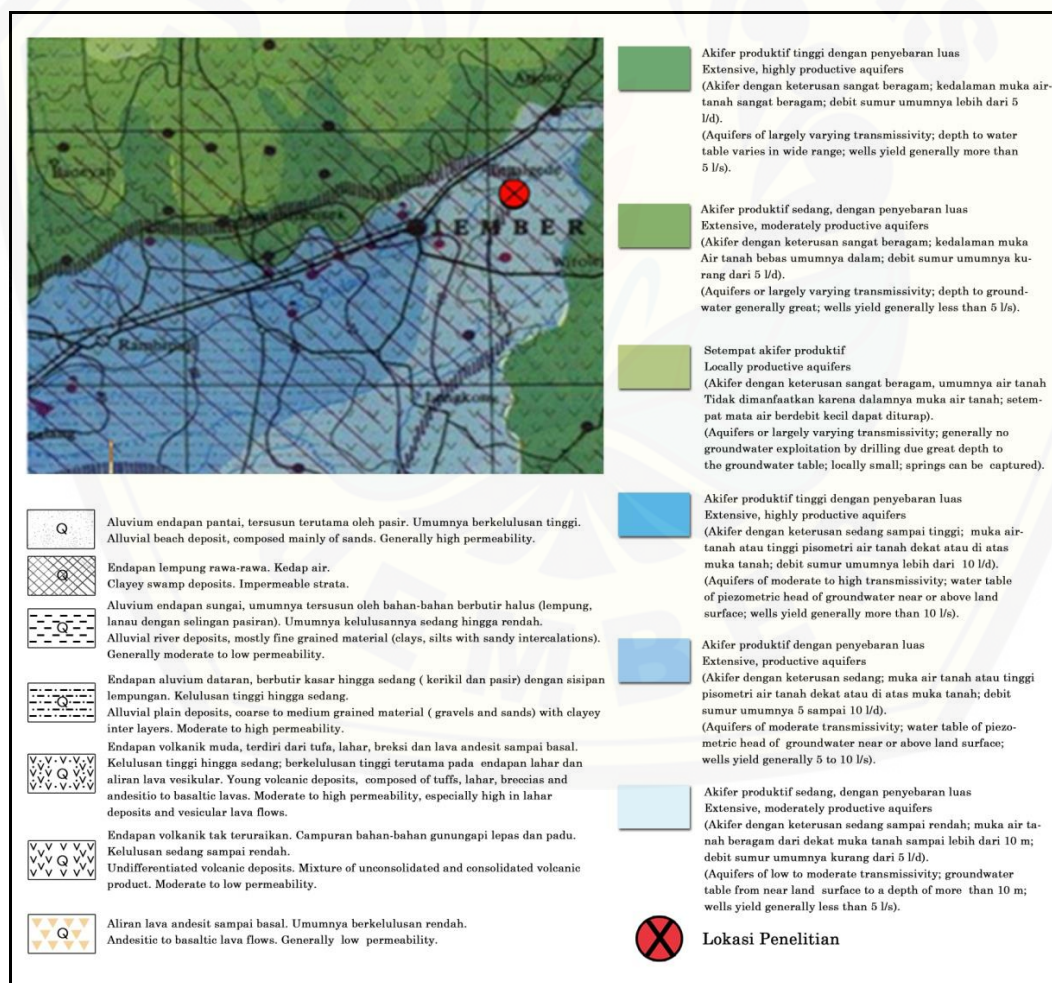 Arjoso
JEMBER
Wirole
Rambipuji
Jengkong
Akifer produktif tinggi dengan penyebaran luas
Extensive, highly productive aquifers
(Akifer dengan keterusan sangat beragam; kedalaman muka air-
tanah sangat beragam; debit sumur umumnya lebih dari 5
l/d).
(Aquifers of largely varying transmissivity; depth to water
table varies in wide range; wells yield generally more than
5 l/s).
Akifer produktif sedang, dengan penyebaran luas
Extensive, moderately productive aquifers
(Akifer dengan keterusan sangat beragam; kedalaman muka
Air tanah bebas umumnya dalam; debit sumur umumnya ku-
rang dari 5 l/d).
(Aquifers or largely varying transmissivity; depth to ground-
water generally great; wells yield generally less than 5 l/s).
Setempat akifer produktif
Locally productive aquifers
(Akifer dengan keterusan sangat beragam, umumnya air tanah
Tidak dimanfaatkan karena dalamnya muka air tanah; setem-
pat mata air berdebit kecil dapat diturap).
(Aquifers or largely varying transmissivity; generally no
groundwater exploitation by drilling due great depth to
the groundwater table; locally small; springs can be captured).
Akifer produktif tinggi dengan penyebaran luas
Extensive, highly productive aquifers
(Akifer dengan keterusan sedang sampai tinggi; muka air-
tanah atau tinggi pisometri air tanah dekat atau di atas
muka tanah; debit sumur umumnya lebih dari 10 l/d).
(Aquifers of moderate to high transmissivity; water table
of piezometric head of groundwater near or above land
surface; wells yield generally more than 10 l/s).
Akifer produktif dengan penyebaran luas
Extensive, productive aquifers
(Akifer dengan keterusan sedang; muka air tanah atau tinggi
pisometri air tanah dekat atau di atas muka tanah; debit
sumur umumnya 5 sampai 10 l/d).
(Aquifers of moderate transmissivity; water table of piezo-
metric head of groundwater near or above land surface;
wells yield generally 5 to 10 l/s).
Akifer produktif sedang, dengan penyebaran luas
Extensive, moderately productive aquifers
(Akifer dengan keterusan sedang sampai rendah; muka air ta-
nah beragam dari dekat muka tanah sampai lebih dari 10 m;
debit sumur umumnya kurang dari 5 l/d).
(Aquifers of low to moderate transmissivity; groundwater
table from near land surface to a depth of more than 10 m;
wells yield generally less than 5 l/s).
Lokasi Penelitian
Q
Aluvium endapan pantai, tersusun terutama oleh pasir. Umumnya berkelulusan tinggi.
Alluvial beach deposit, composed mainly of sands. Generally high permeability.
Q
Endapan lempung rawa-rawa. Kedap air.
Clayey swamp deposits. Impermeable strata.
Q
Aluvium endapan sungai, umumnya tersusun oleh bahan-bahan berbutir halus (lempung,
lanau dengan selingan pasiran). Umumnya kelulusannya sedang hingga rendah.
Alluvial river deposits, mostly fine grained material (clays, silts with sandy intercalations).
Generally moderate to low permeability.
Q
Endapan aluvium dataran, berbutir kasar hingga sedang ( kerikil dan pasir) dengan sisipan
lempungan. Kelulusan tinggi hingga sedang.
Alluvial plain deposits, coarse to medium grained material ( gravels and sands) with clayey
inter layers. Moderate to high permeability.
Q
Endapan volkanik muda, terdiri dari tufa, lahar, breksi dan lava andesit sampai basal.
Kelulusan tinggi hingga sedang; berkelulusan tinggi terutama pada endapan lahar dan
aliran lava vesikular. Young volcanic deposits, composed of tuffs, lahar, breccias and
andesitio to basaltic lavas. Moderate to high permeability, especially high in lahar
deposits and vesicular lava flows.
Q
Endapan volkanik tak teruraikan. Campuran bahan-bahan gunungapi lepas dan padu.
Kelulusan sedang sampai rendah.
Undifferentiated volcanic deposits. Mixture of unconsolidated and consolidated volcanic
product. Moderate to low permeability.
Q
Aliran lava andesit sampai basal. Umumnya berkelulusan rendah.
Andesitic to basaltic lava flows. Generally low permeability.